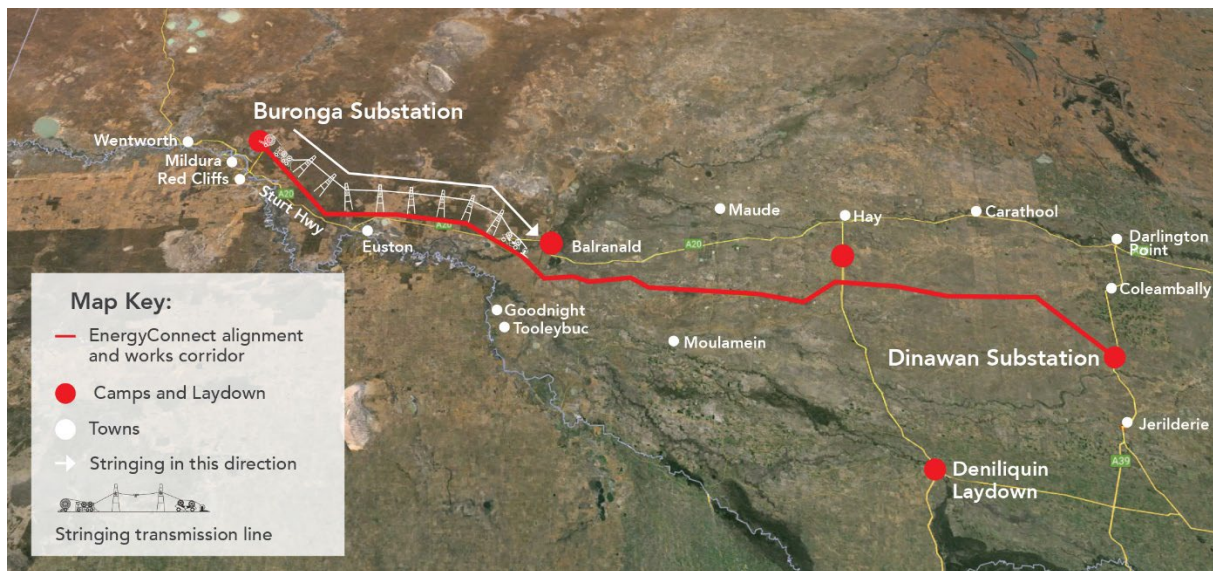 Buronga Substation
Wentworth
Mildura
Red Cliffs
A20
Sturt Hwy
Euston
A20
Balranald
A20
Maude
Hay
Carathool
Darlington
Point
Coleambally
Goodnight
Tooleybuc
Moulamein
Dinawan Substation
Jerilderie
A39
Deniliquin
Laydown
Map Key:
EnergyConnect alignment
and works corridor
Camps and Laydown
Towns
Stringing in this direction
Stringing transmission line